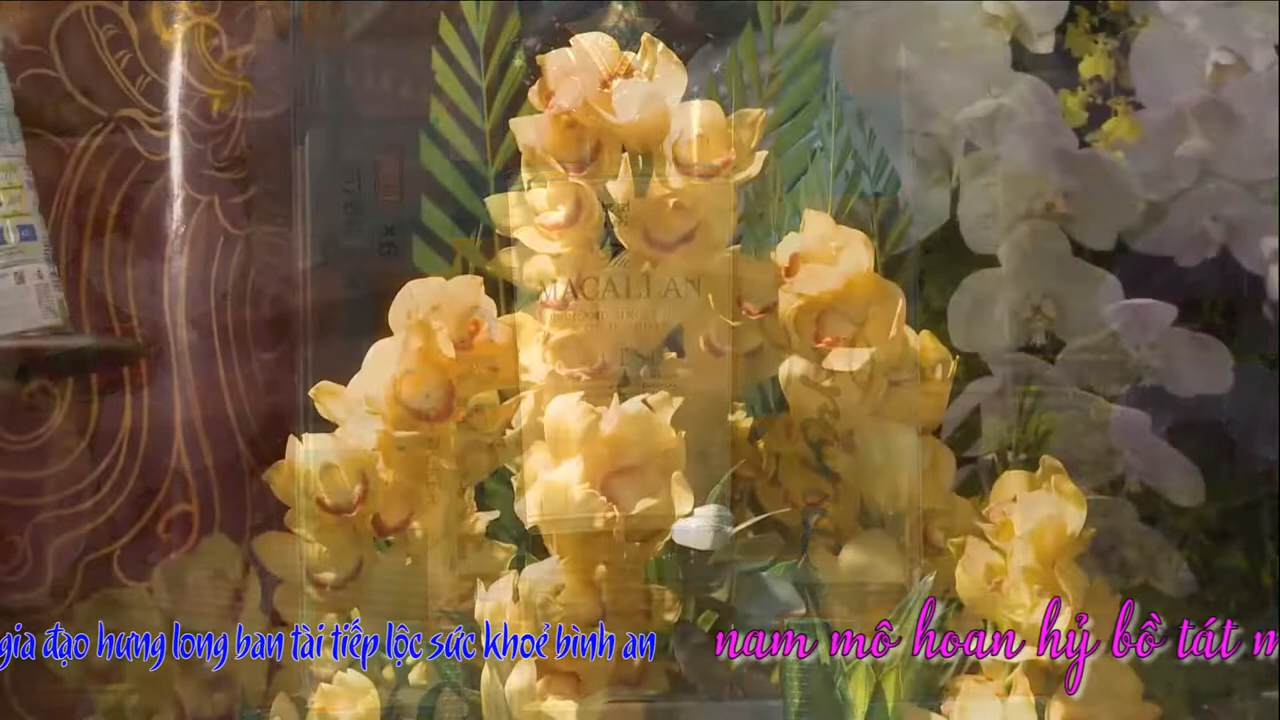 MACALLAN
gia đạo hưng long ban tài tiếp lộc sức khoẻ bình an
nam mô hoan hỷ bồ tát m